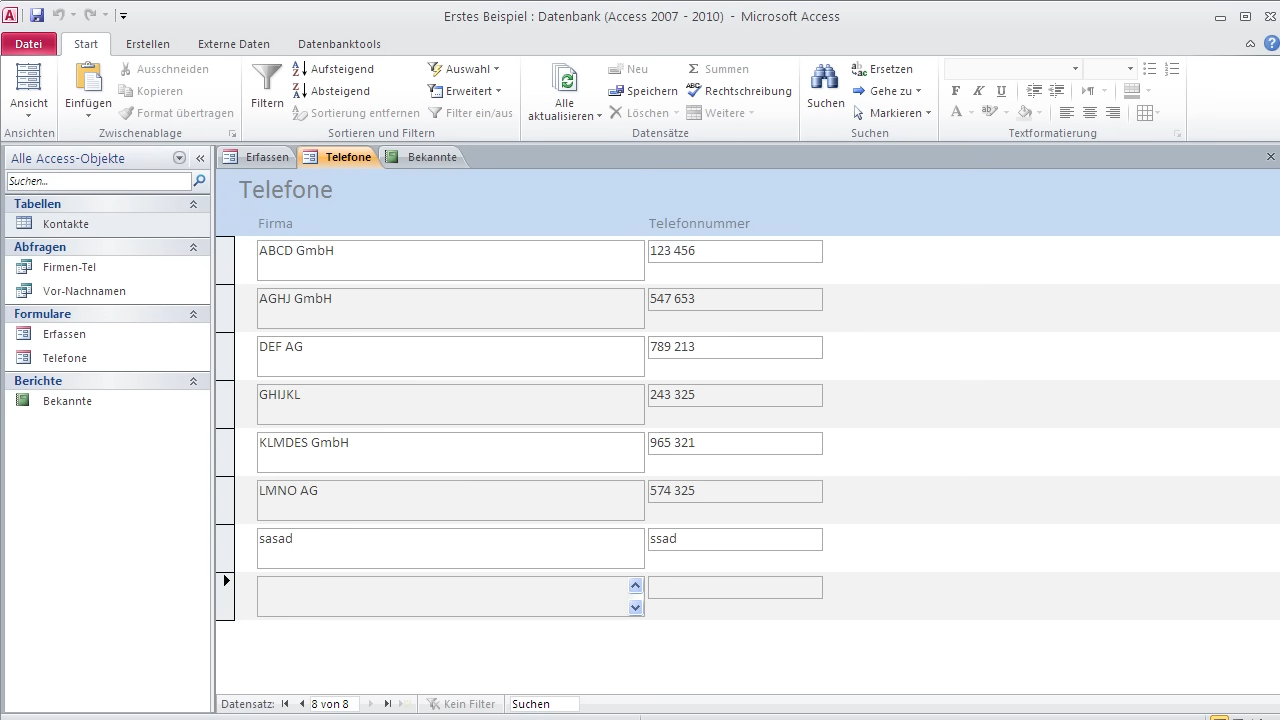 Erstes Beispiel : Datenbank (Access 2007 - 2010) - Microsoft Access
Datei Start Erstellen Externe Daten Datenbanktools
Ansicht
Ansichten
Einfügen
Ausschneiden
Kopieren
Format übertragen
Zwischenablage
Filtern
Aufsteigend
Absteigend
Sortierung entfernen
Auswahl
Erweitert
Filter ein/aus
Sortieren und Filtern
Alle
aktualisieren
Neu
Speichern
Löschen
Summen
Rechtschreibung
Weitere
Datensätze
Suchen
Ersetzen
Gehe zu
Markieren
Suchen
F K U
A
Textformatierung
Alle Access-Objekte
Suchen...
Tabellen
Kontakte
Abfragen
Firmen-Tel
Vor-Nachnamen
Formulare
Erfassen
Telefone
Berichte
Bekannte
Erfassen Telefone Bekannte
Telefone
Firma Telefonnummer
ABCD GmbH 123 456
AGHJ GmbH 547 653
DEF AG 789 213
GHIJKL 243 325
KLMDES GmbH 965 321
LMNO AG 574 325
sasad ssad
Datensatz: 8 von 8 Kein Filter Suchen